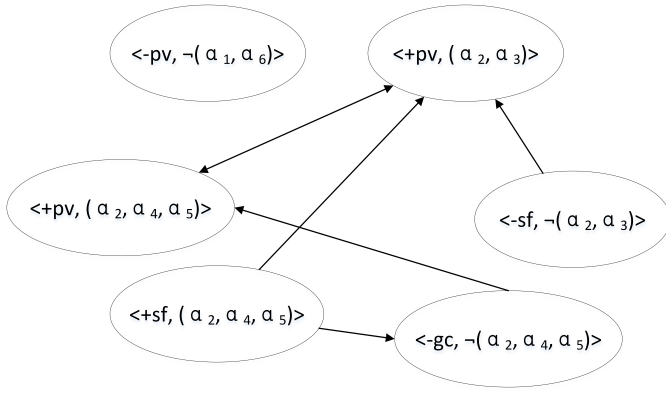 <-pv, ¬( α 1, α 6)>
<+pv, ( α 2, α 3)>
<+pv, ( α 2, α 4, α 5)>
<-sf, ¬( α 2, α 3)>
<+sf, ( α 2, α 4, α 5)>
<-gc, ¬( α 2, α 4, α 5)>